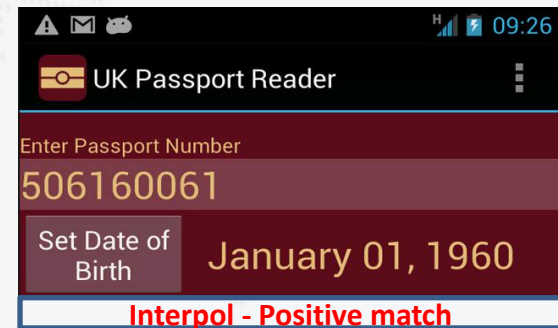 H 09:26
UK Passport Reader
Enter Passport Number
506160061
Set Date of
Birth
January 01, 1960
Interpol - Positive match